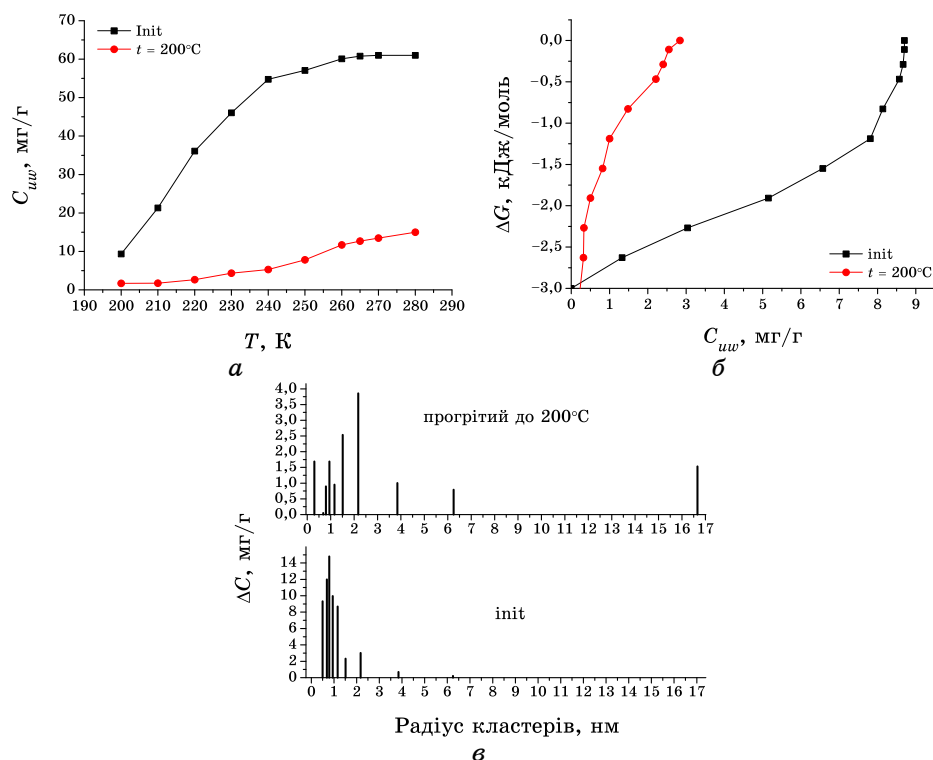 70
60
50
40
30
20
10
0
Init
t = 200°C
C_uw, мг/г
190 200 210 220 230 240 250 260 270 280 290
T, К
а
0,0
-0,5
-1,0
-1,5
-2,0
-2,5
-3,0
ΔG, кДж/моль
init
t = 200°C
0 1 2 3 4 5 6 7 8 9
C_uw, мг/г
б
4,0
3,5
3,0
2,5
2,0
1,5
1,0
0,5
0,0
прогрітий до 200°C
0 1 2 3 4 5 6 7 8 9 10 11 12 13 14 15 16 17
ΔC, мг/г
14
12
10
8
6
4
2
0
init
0 1 2 3 4 5 6 7 8 9 10 11 12 13 14 15 16 17
Радіус кластерів, нм
в